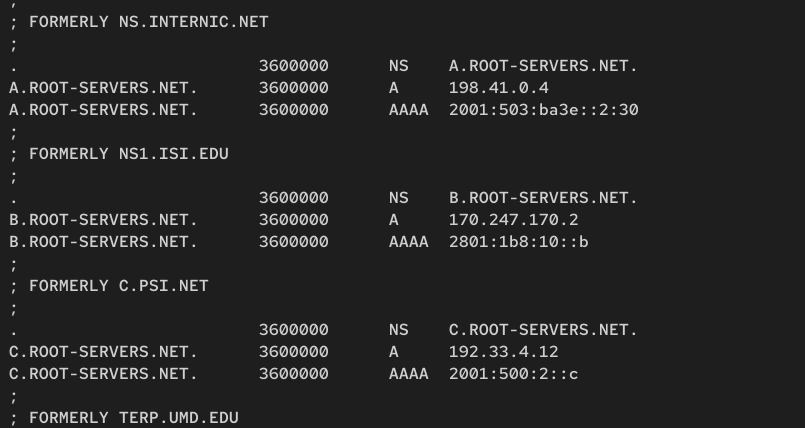 ;
; FORMERLY NS.INTERNIC.NET
;
.                        3600000      NS    A.ROOT-SERVERS.NET.
A.ROOT-SERVERS.NET.      3600000      A     198.41.0.4
A.ROOT-SERVERS.NET.      3600000      AAAA  2001:503:ba3e::2:30
;
; FORMERLY NS1.ISI.EDU
;
.                        3600000      NS    B.ROOT-SERVERS.NET.
B.ROOT-SERVERS.NET.      3600000      A     170.247.170.2
B.ROOT-SERVERS.NET.      3600000      AAAA  2801:1b8:10::b
;
; FORMERLY C.PSI.NET
;
.                        3600000      NS    C.ROOT-SERVERS.NET.
C.ROOT-SERVERS.NET.      3600000      A     192.33.4.12
C.ROOT-SERVERS.NET.      3600000      AAAA  2001:500:2::c
;
; FORMERLY TERP.UMD.EDU